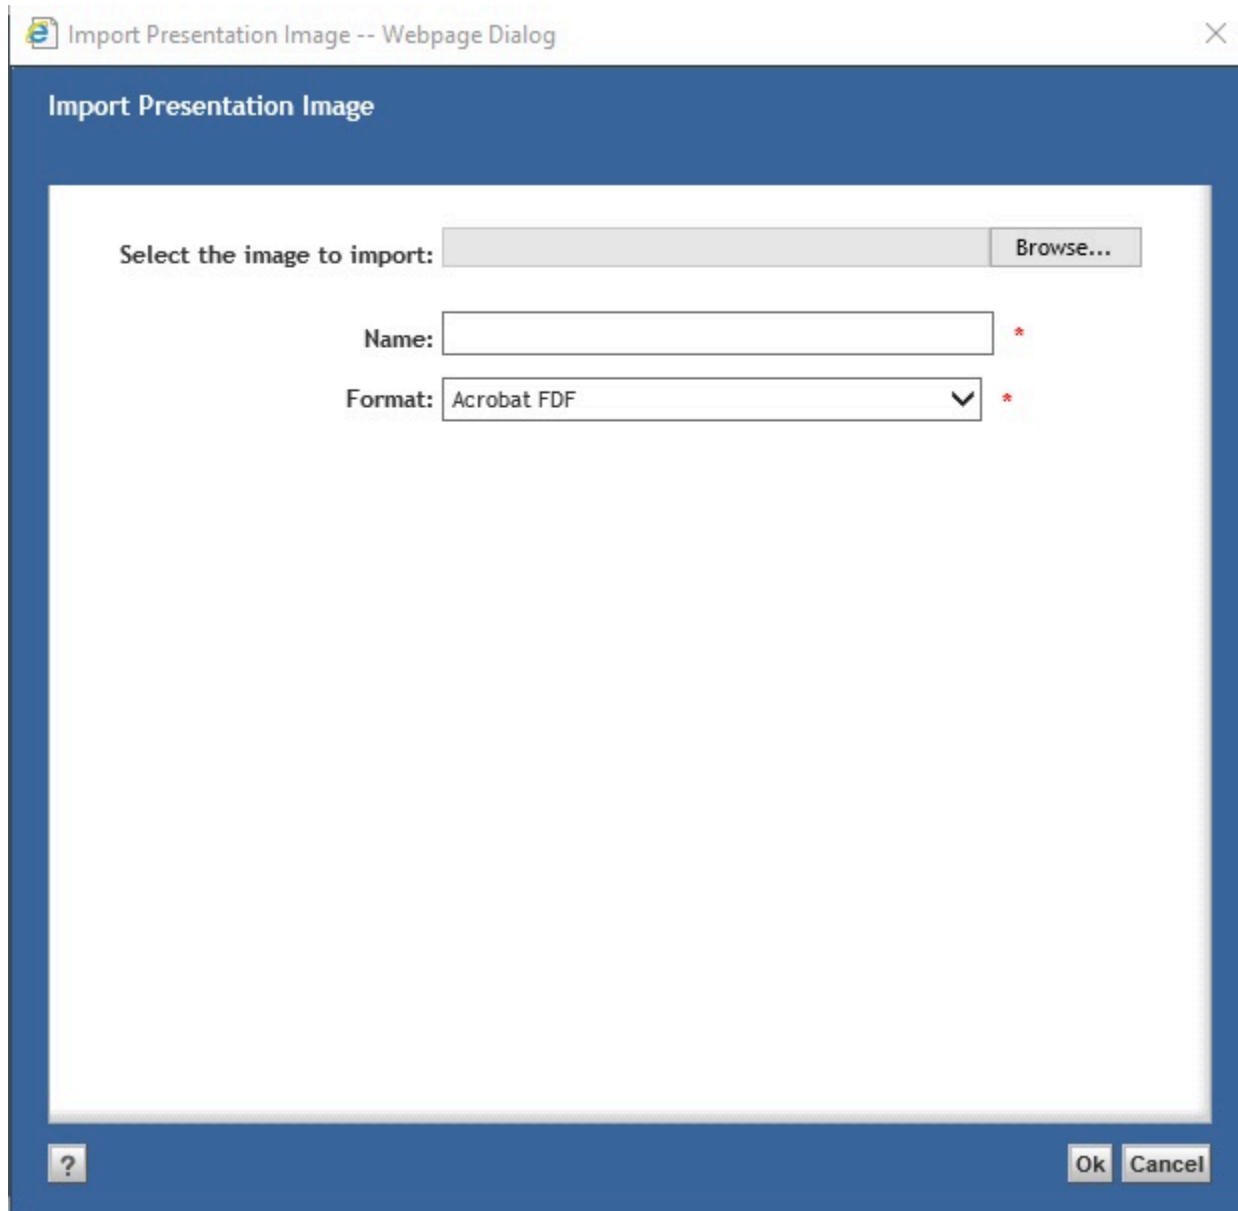 Import Presentation Image -- Webpage Dialog
Import Presentation Image
Select the image to import: Browse...
Name: *
Format: Acrobat FDF *
? Ok Cancel